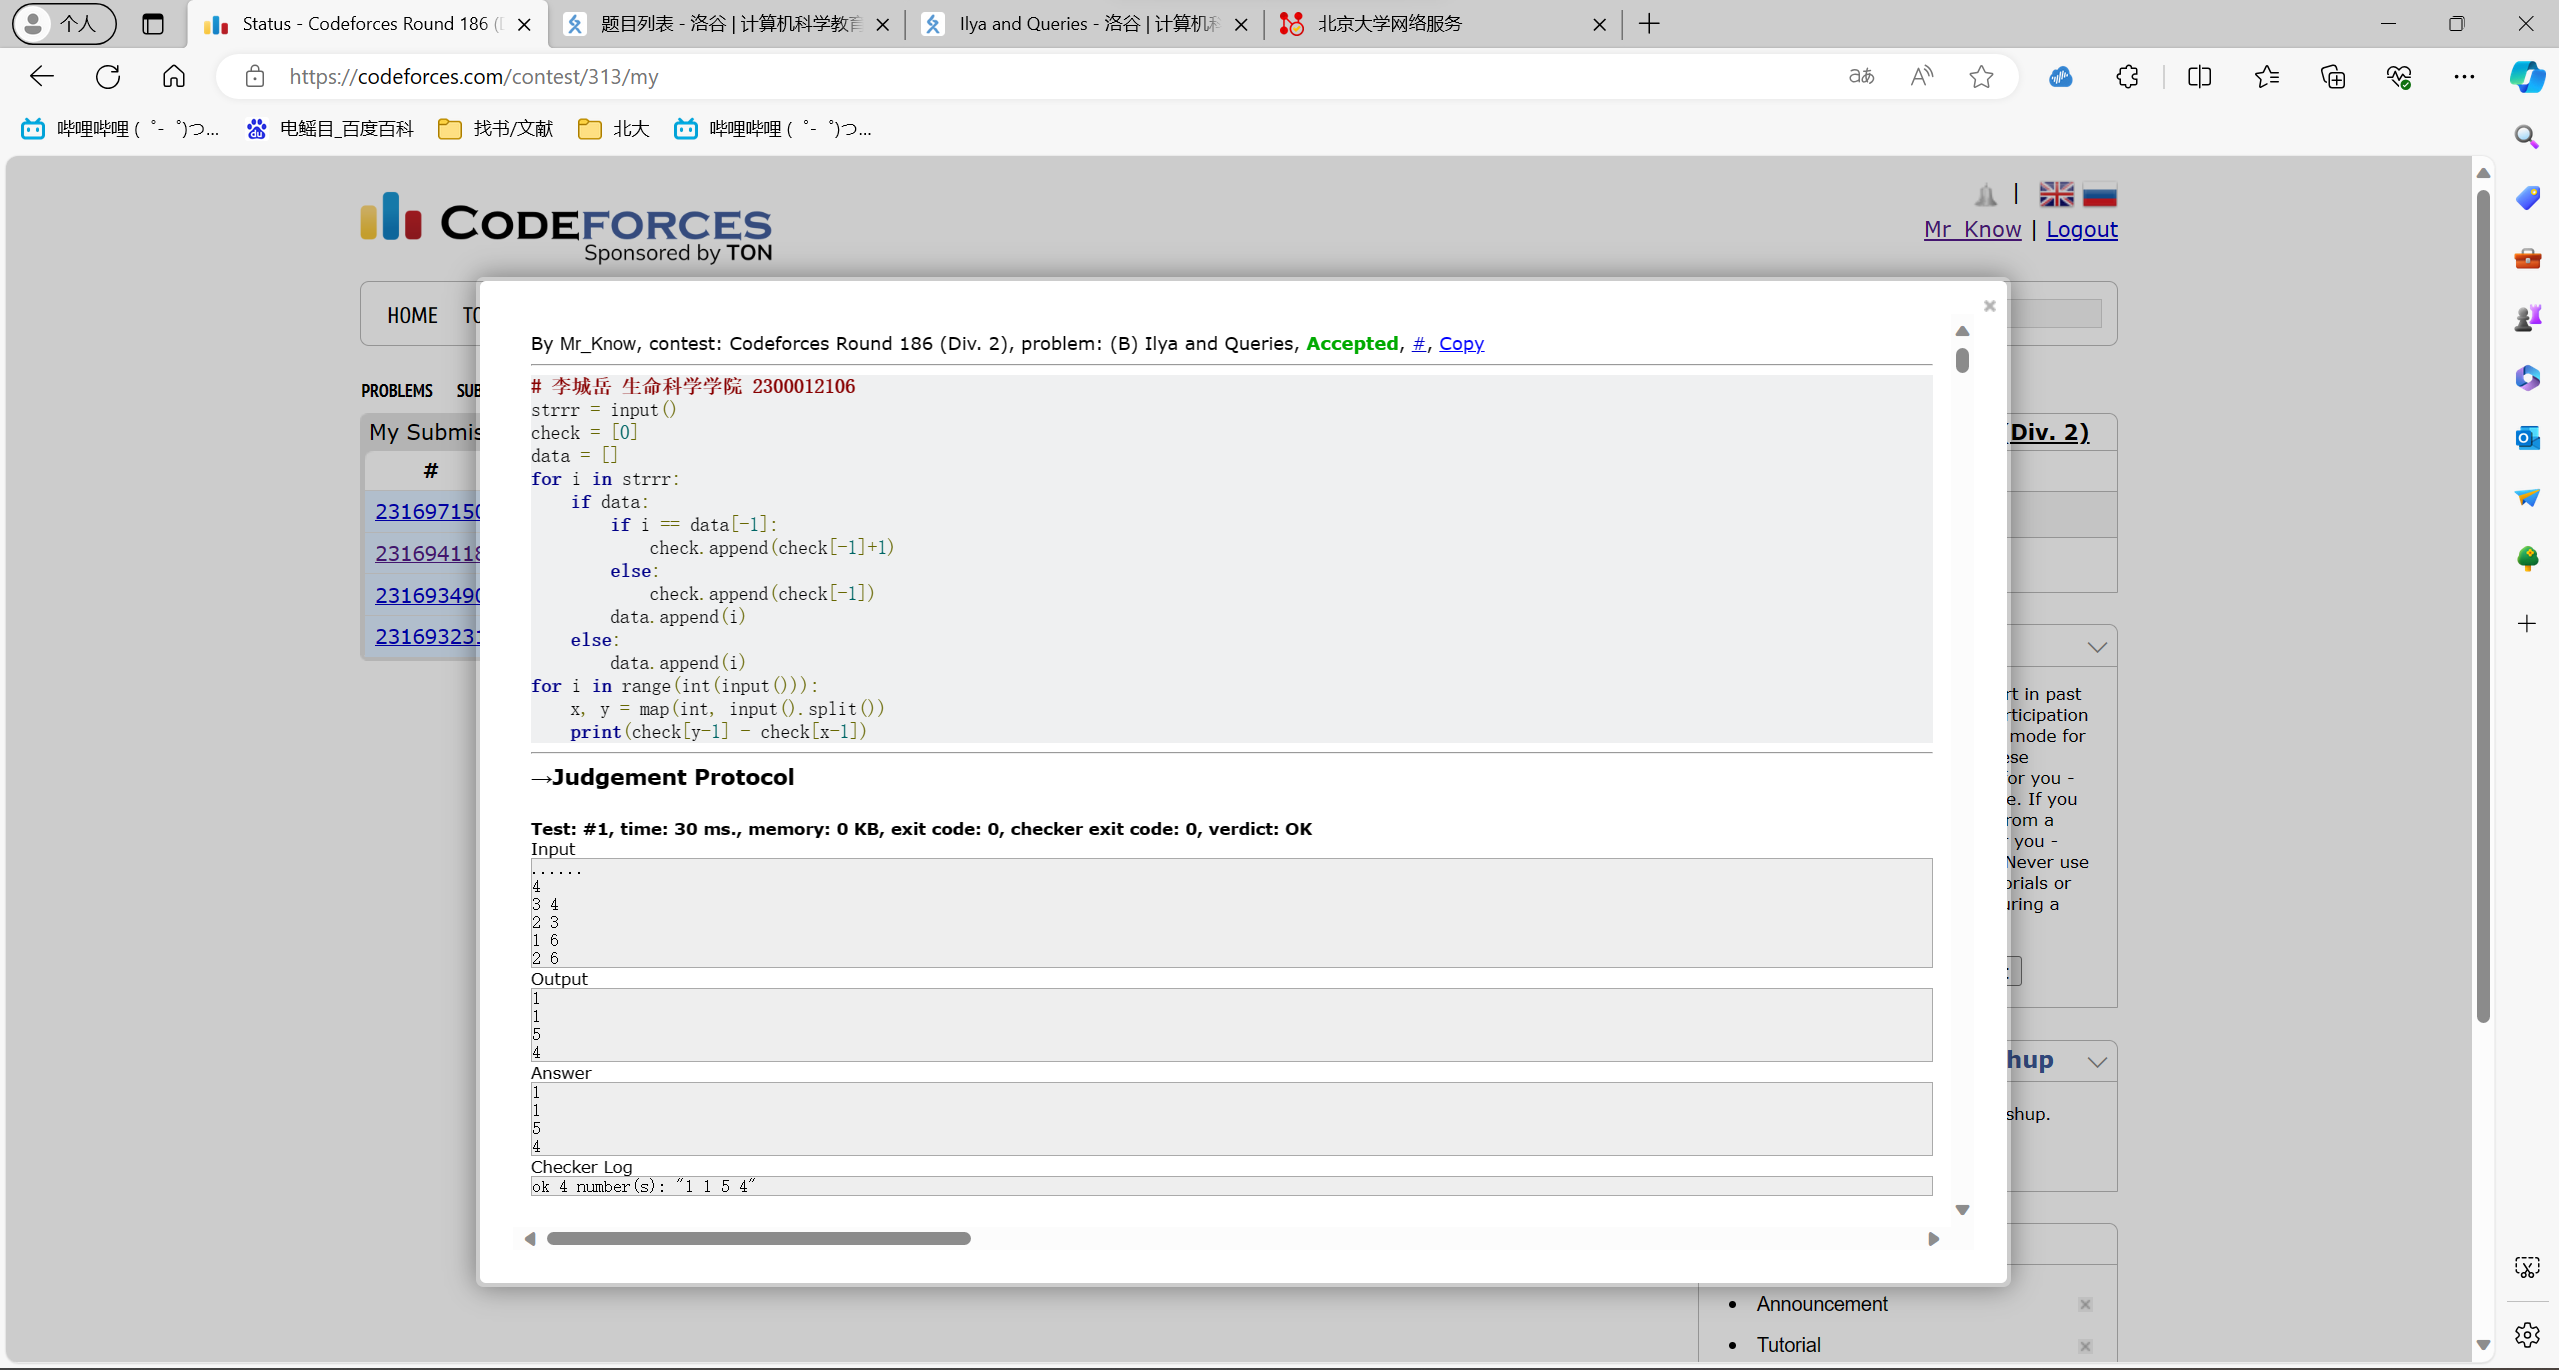 个人
Status - Codeforces Round 186 (
题目列表 - 洛谷 | 计算机科学教育
Ilya and Queries - 洛谷 | 计算机科
北京大学网络服务
https://codeforces.com/contest/313/my
哔哩哔哩 (゜-゜)つ...
电鳐目_百度百科
找书/文献
北大
哔哩哔哩 (゜-゜)つ...
CODEFORCES
Sponsored by TON
Mr_Know | Logout
HOME
PROBLEMS
My Submis
#
231697150
231694118
231693490
231693231
By Mr_Know, contest: Codeforces Round 186 (Div. 2), problem: (B) Ilya and Queries, Accepted, #, Copy
# 李城岳 生命科学学院 2300012106
strrr = input()
check = [0]
data = []
for i in strrr:
    if data:
        if i == data[-1]:
            check.append(check[-1]+1)
        else:
            check.append(check[-1])
        data.append(i)
    else:
        data.append(i)
for i in range(int(input())):
    x, y = map(int, input().split())
    print(check[y-1] - check[x-1])
→Judgement Protocol
Test: #1, time: 30 ms., memory: 0 KB, exit code: 0, checker exit code: 0, verdict: OK
Input
......
4
3 4
2 3
1 6
2 6
Output
1
1
5
4
Answer
1
1
5
4
Checker Log
ok 4 number(s): "1 1 5 4"
(Div. 2)
rt in past
rticipation
mode for
ese
or you -
e. If you
rom a
you -
Never use
orials or
uring a
hup
shup.
Announcement
Tutorial